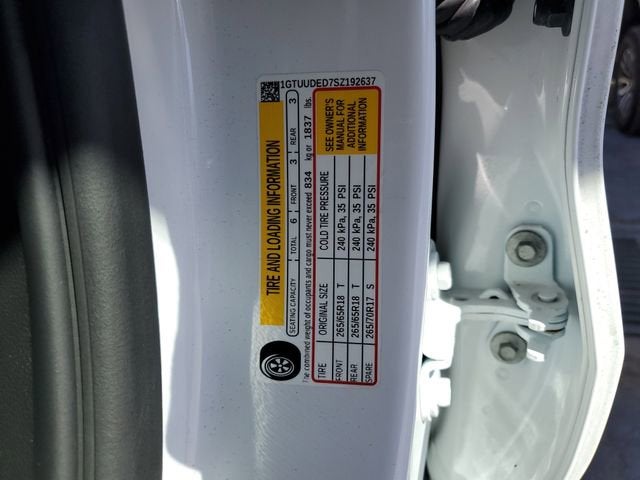 1GTUUDED7SZ192637
TIRE AND LOADING INFORMATION
SEATING CAPACITY TOTAL 6 FRONT 3 REAR 3
The combined weight of occupants and cargo must never exceed 834 kg or 1837 lbs.
TIRE ORIGINAL SIZE COLD TIRE PRESSURE
FRONT 265/65R18 T 240 kPa, 35 PSI
REAR 265/65R18 T 240 kPa, 35 PSI
SPARE 265/70R17 S 240 kPa, 35 PSI
SEE OWNER'S
MANUAL FOR
ADDITIONAL
INFORMATION